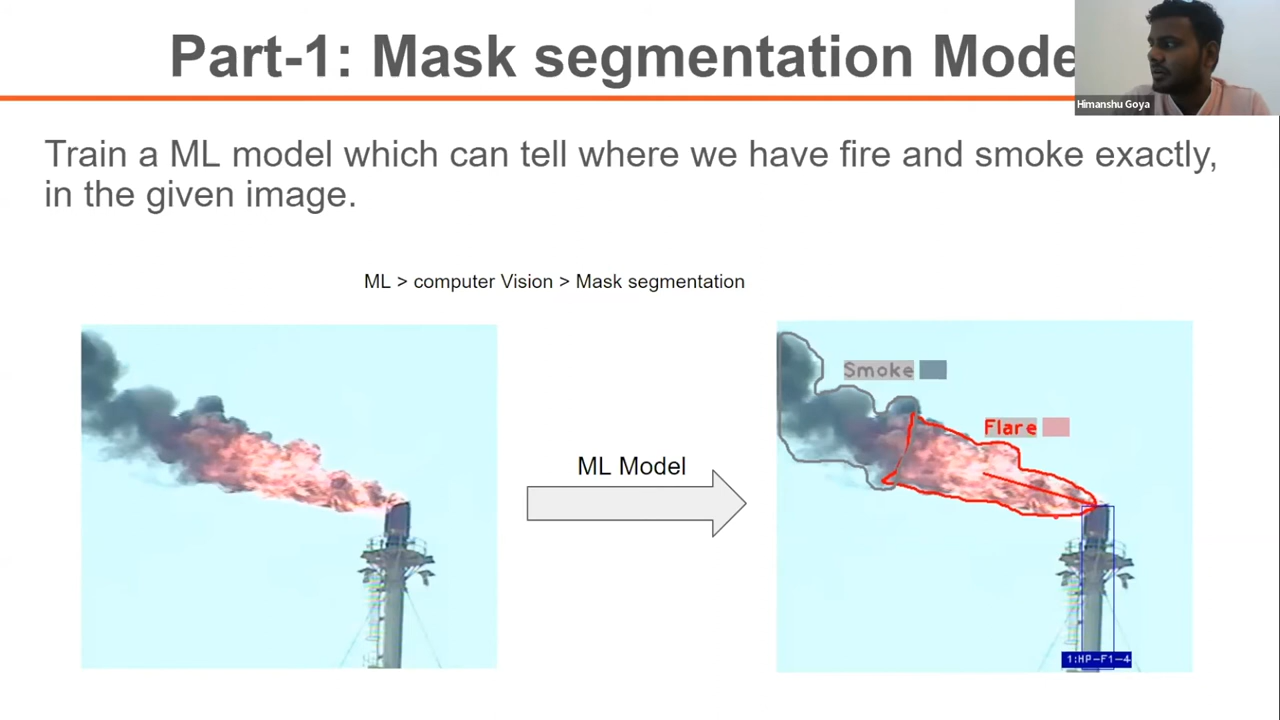 Part-1: Mask segmentation Mode
Himanshu Goya
Train a ML model which can tell where we have fire and smoke exactly,
in the given image.
ML > computer Vision > Mask segmentation
Smoke
Flare
ML Model
1:HP-F1-4